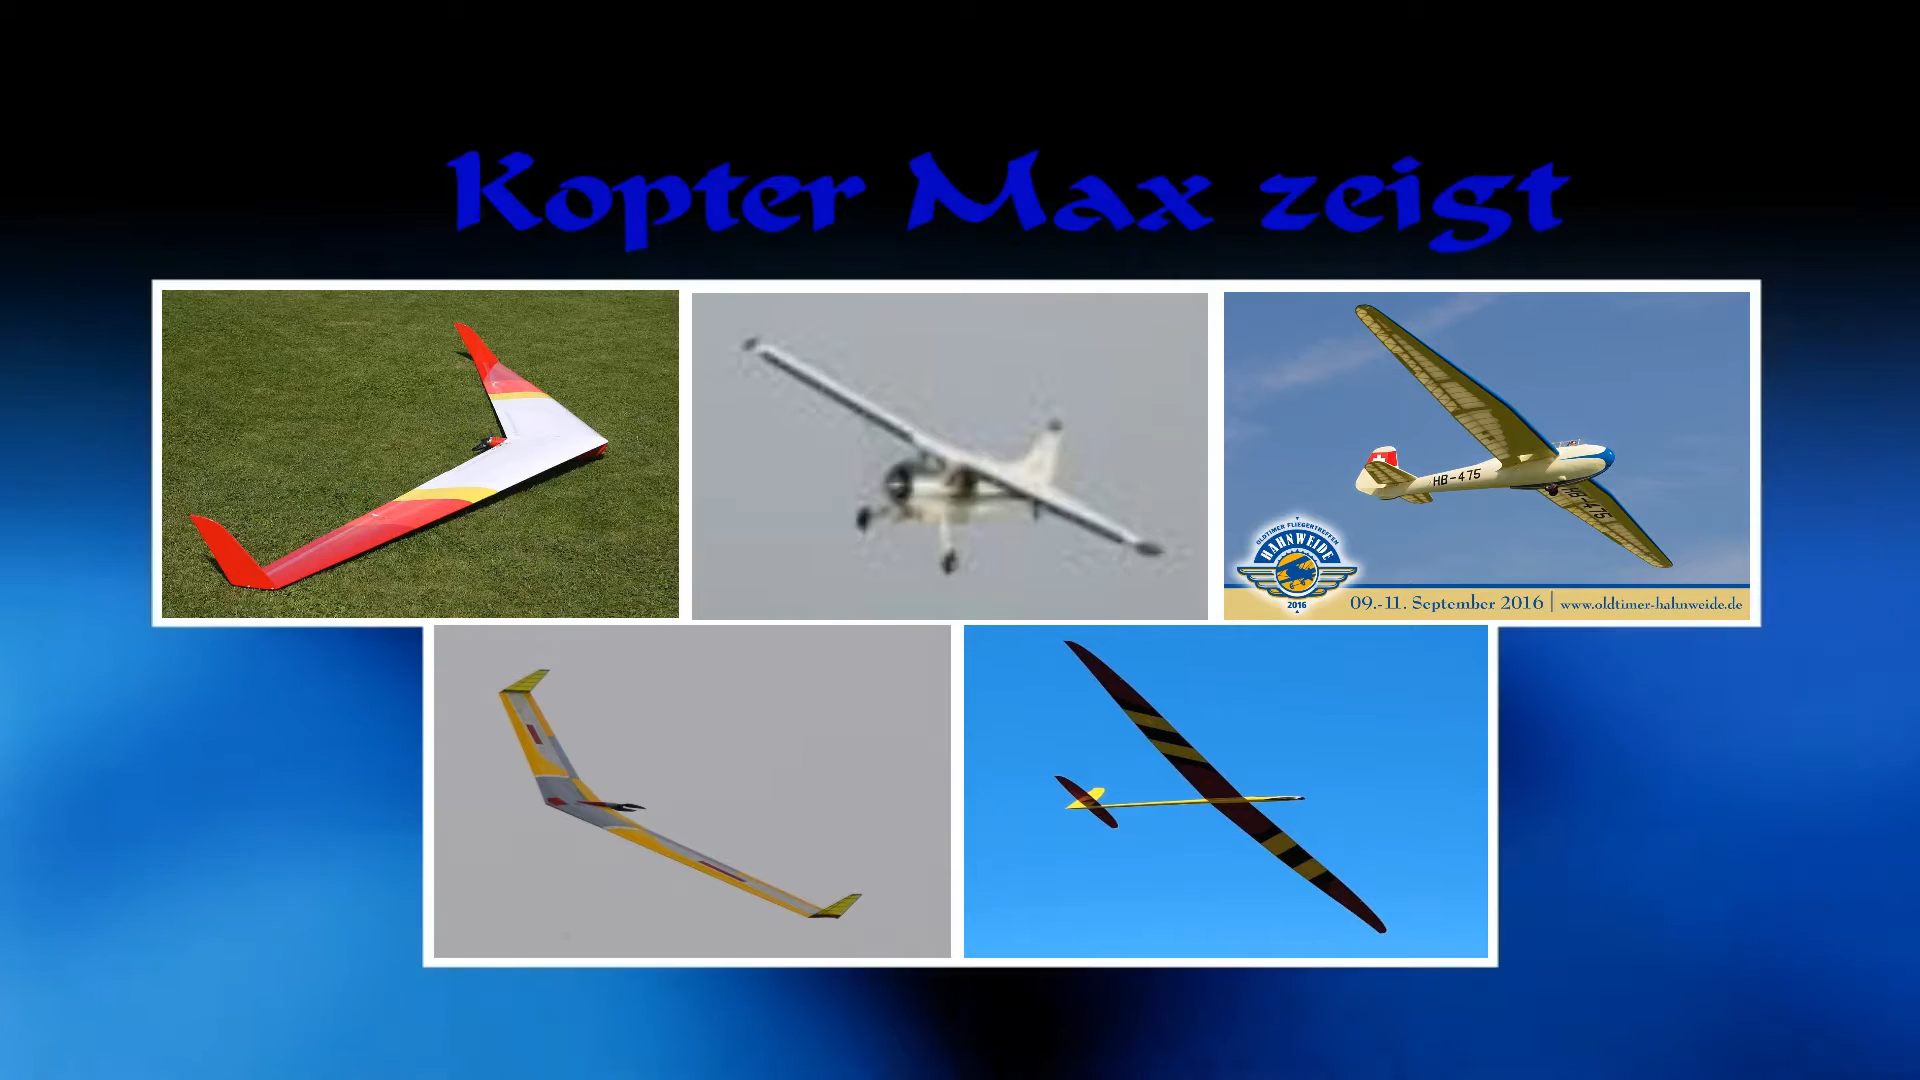 Kopter Max zeigt
HB-475
HB-475
OLDTIMER FLIEGERTREFFEN
HAHNWEIDE
2016
09.-11. September 2016 | www.oldtimer-hahnweide.de